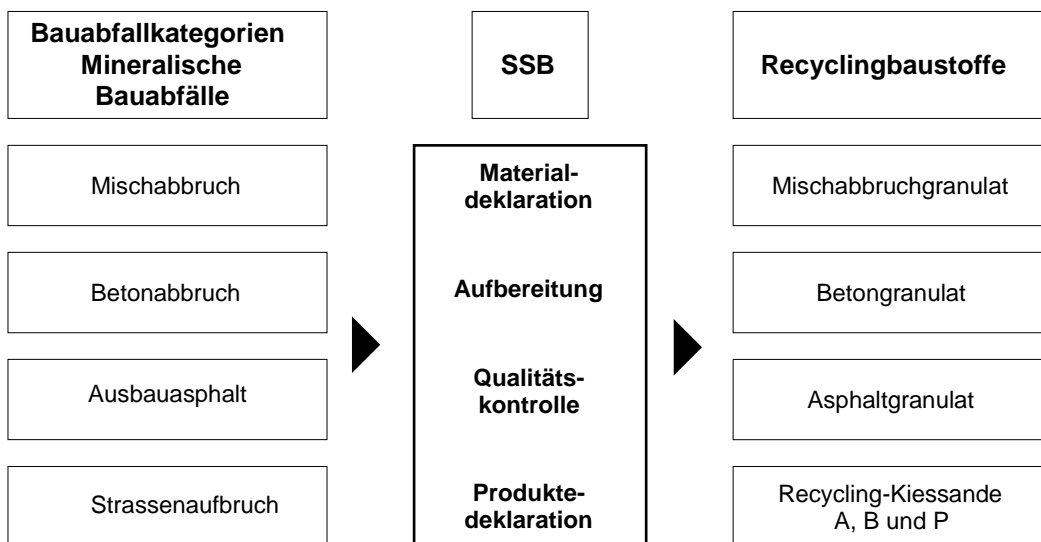 Bauabfallkategorien
Mineralische
Bauabfälle
SSB
Recyclingbaustoffe
Mischabbruch
Material-
deklaration
Mischabbruchgranulat
Betonabbruch
Aufbereitung
Betongranulat
Ausbauasphalt
Qualitäts-
kontrolle
Asphaltgranulat
Strassenaufbruch
Produkte-
deklaration
Recycling-Kiessande
A, B und P